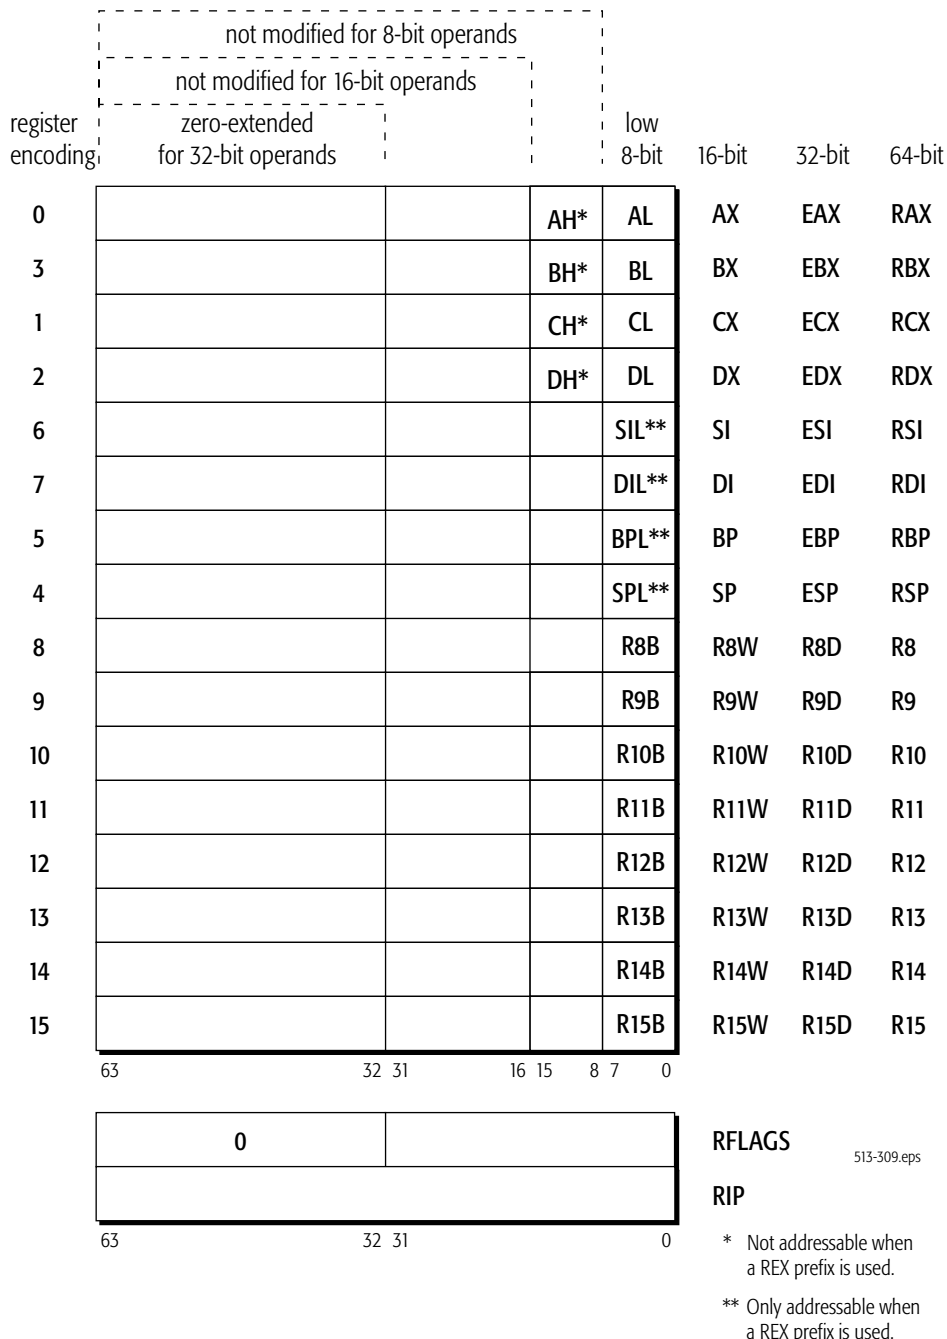 not modified for 8-bit operands
not modified for 16-bit operands
register zero-extended low
encoding for 32-bit operands 8-bit 16-bit 32-bit 64-bit
0 AH* AL AX EAX RAX
3 BH* BL BX EBX RBX
1 CH* CL CX ECX RCX
2 DH* DL DX EDX RDX
6 SIL** SI ESI RSI
7 DIL** DI EDI RDI
5 BPL** BP EBP RBP
4 SPL** SP ESP RSP
8 R8B R8W R8D R8
9 R9B R9W R9D R9
10 R10B R10W R10D R10
11 R11B R11W R11D R11
12 R12B R12W R12D R12
13 R13B R13W R13D R13
14 R14B R14W R14D R14
15 R15B R15W R15D R15
63 32 31 16 15 8 7 0
0 RFLAGS 513-309.eps
RIP
63 32 31 0
* Not addressable when
a REX prefix is used.
** Only addressable when
a REX prefix is used.